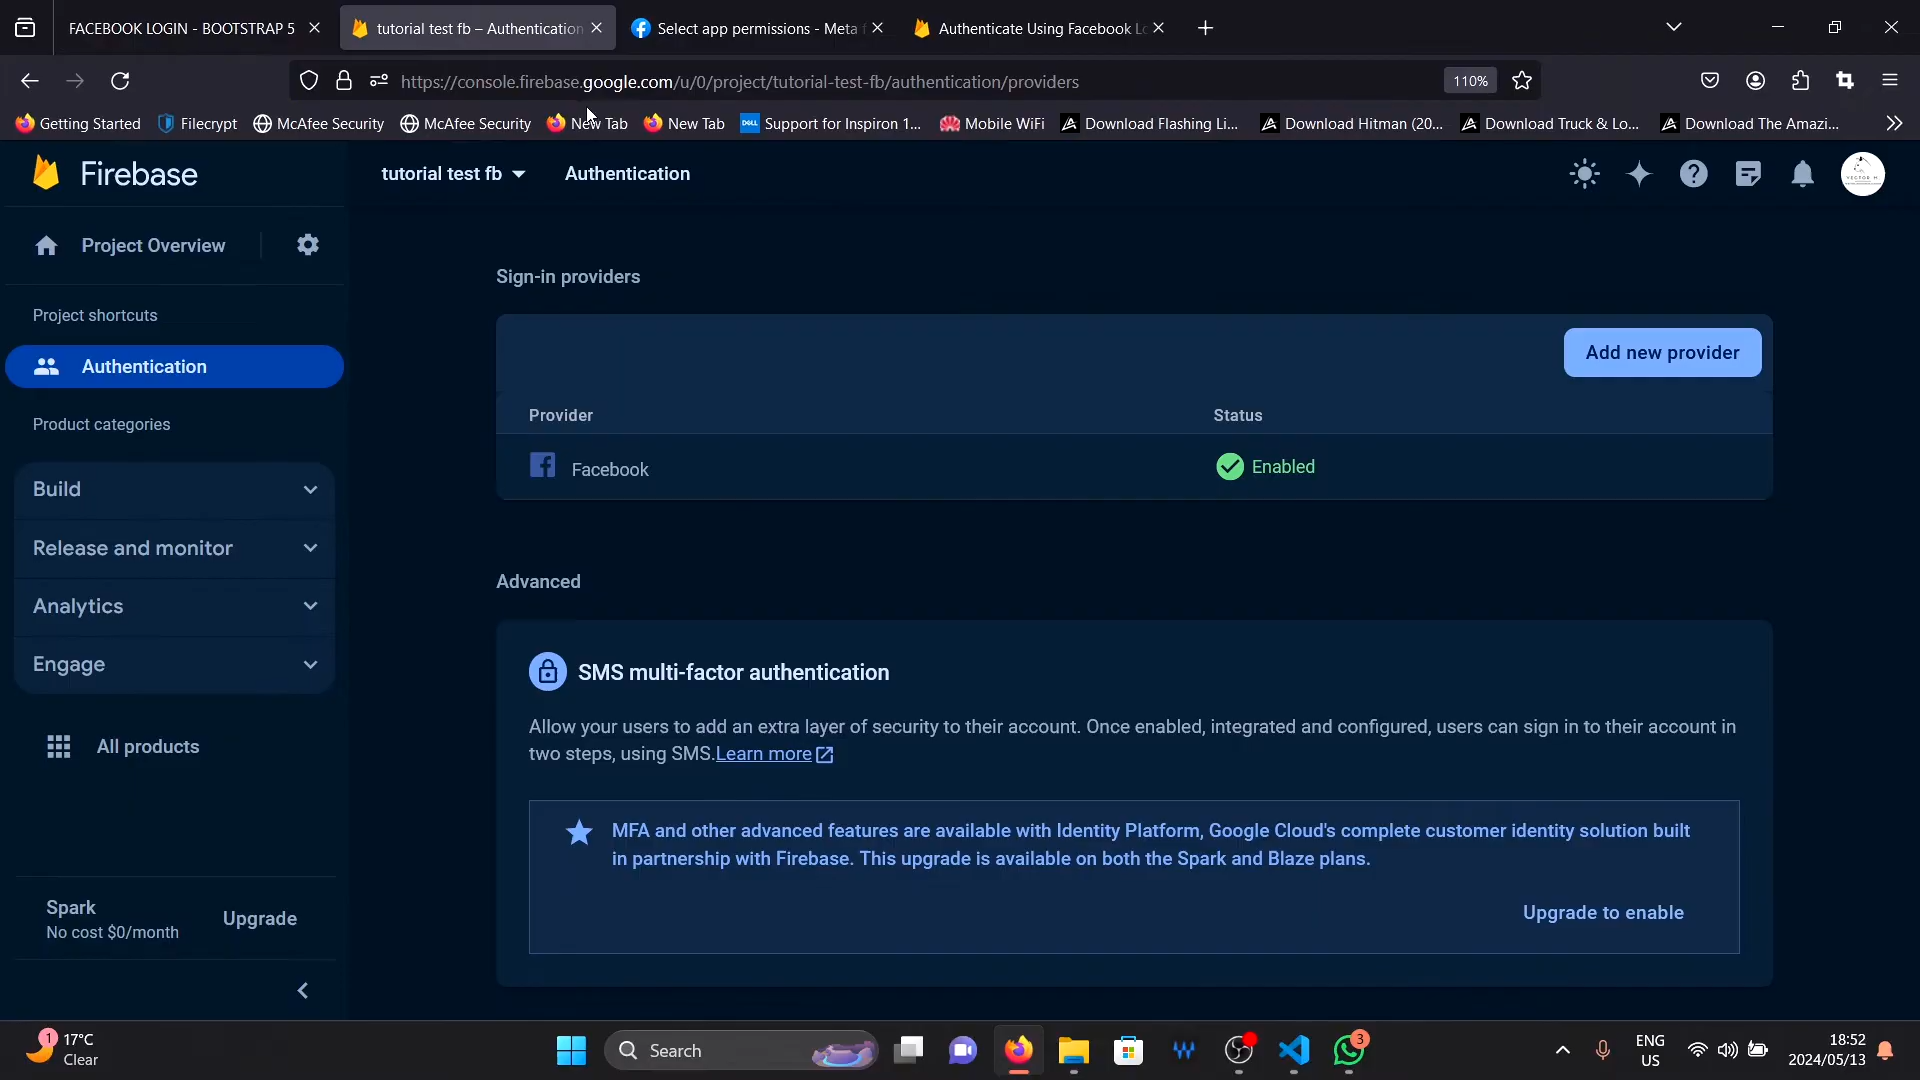 FACEBOOK LOGIN - BOOTSTRAP 5
tutorial test fb – Authentication
Select app permissions - Meta f
Authenticate Using Facebook Lo
https://console.firebase.google.com/u/0/project/tutorial-test-fb/authentication/providers
110%
Getting Started
Filecrypt
McAfee Security
McAfee Security
New Tab
New Tab
DELL
Support for Inspiron 1...
Mobile WiFi
Download Flashing Li...
Download Hitman (20...
Download Truck & Lo...
Download The Amazi...
Firebase
tutorial test fb
Authentication
Project Overview
Project shortcuts
Authentication
Product categories
Build
Release and monitor
Analytics
Engage
All products
Spark
No cost $0/month
Upgrade
Sign-in providers
Add new provider
Provider
Status
Facebook
Enabled
Advanced
SMS multi-factor authentication
Allow your users to add an extra layer of security to their account. Once enabled, integrated and configured, users can sign in to their account in
two steps, using SMS.Learn more
MFA and other advanced features are available with Identity Platform, Google Cloud's complete customer identity solution built
in partnership with Firebase. This upgrade is available on both the Spark and Blaze plans.
Upgrade to enable
1
17°C
Clear
Search
3
ENG
US
18:52
2024/05/13